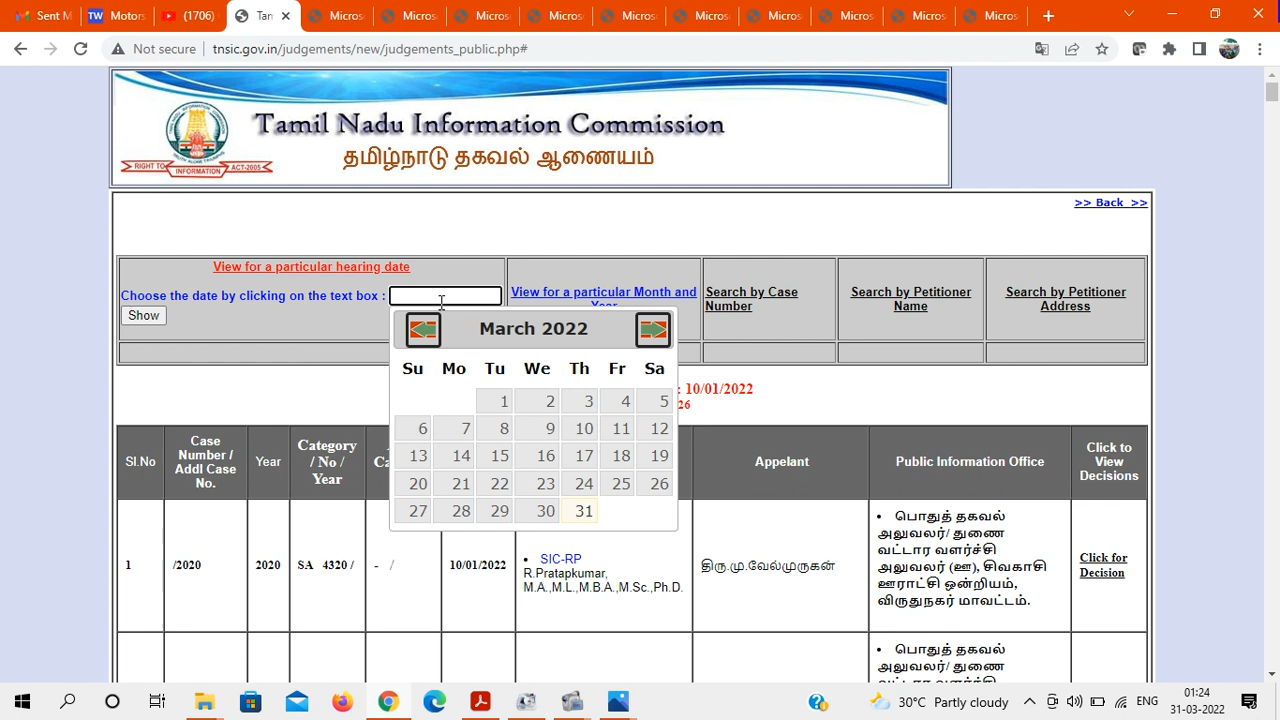 Sent M
TW Motors
(1706)
Tan
Micros
Micros
Micros
Micros
Micros
Micros
Micros
Micros
Micros
Micros
Not secure
tnsic.gov.in/judgements/new/judgements_public.php#
Tamil Nadu Information Commission
தமிழ்நாடு தகவல் ஆணையம்
TRUTH ALONE TRIUMPHS
RIGHT TO
INFORMATION
ACT-2005
>> Back >>
View for a particular hearing date
Choose the date by clicking on the text box :
Show
View for a particular Month and
Year
Search by Case
Number
Search by Petitioner
Name
Search by Petitioner
Address
March 2022
Su Mo Tu We Th Fr Sa
1 2 3 4 5
6 7 8 9 10 11 12
13 14 15 16 17 18 19
20 21 22 23 24 25 26
27 28 29 30 31
: 10/01/2022
26
Sl.No
Case
Number /
Addl Case
No.
Year
Category
/ No /
Year
Ca
Appelant
Public Information Office
Click to
View
Decisions
1
/2020
2020
SA 4320 /
- /
10/01/2022
• SIC-RP
R.Pratapkumar,
M.A.,M.L.,M.B.A.,M.Sc.,Ph.D.
திரு.மு.வேல்முருகன்
• பொதுத் தகவல்
அலுவலர்/ துணை
வட்டார வளர்ச்சி
அலுவலர் (ஊ), சிவகாசி
ஊராட்சி ஒன்றியம்,
விருதுநகர் மாவட்டம்.
Click for
Decision
• பொதுத் தகவல்
அலுவலர்/ துணை
வட்டார வளர்ச்சி
30°C Partly cloudy
ENG
01:24
31-03-2022